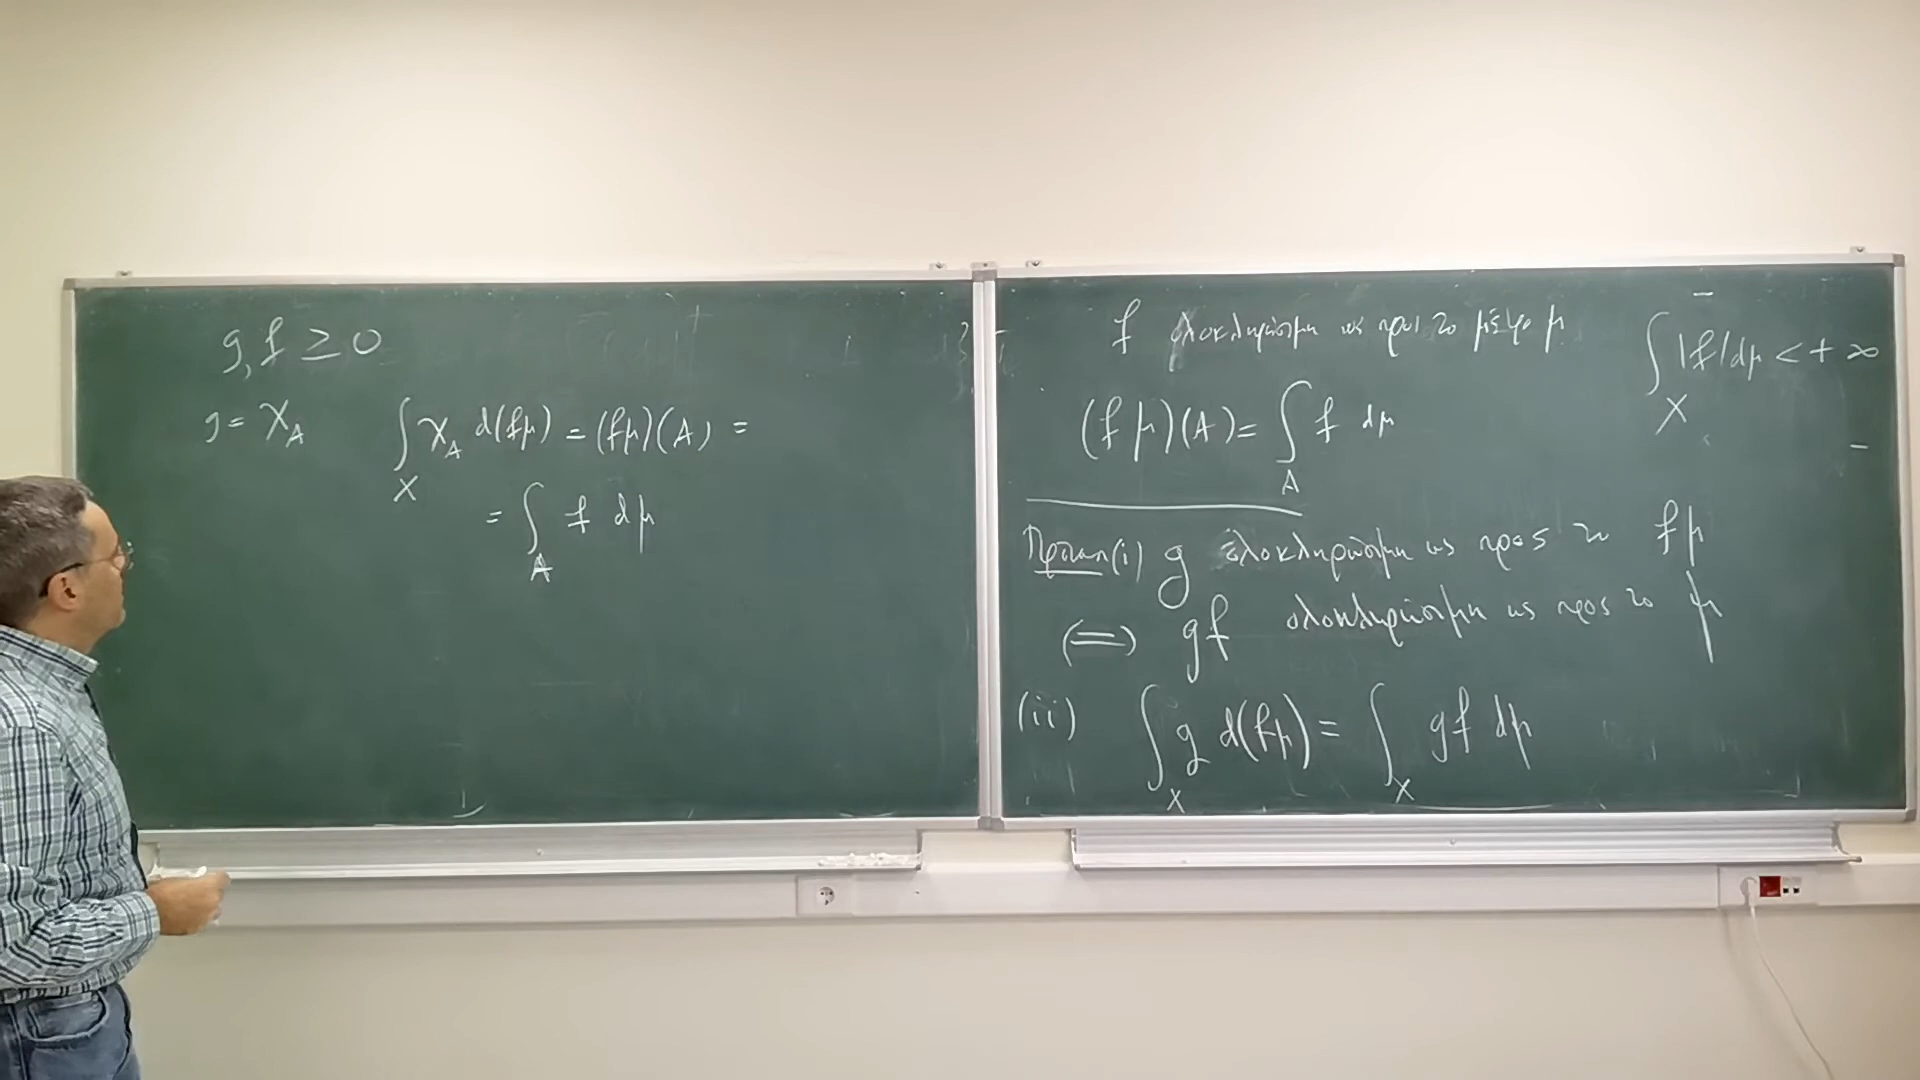 g, f ≥ 0
g = χ_A ∫_X χ_A d(fμ) = (fμ)(A) =
= ∫_A f dμ
f ολοκληρώσιμη ως προς το μέτρο μ
∫_X |f| dμ < + ∞
(f μ)(A) = ∫_A f dμ
Πρόταση (i) g ολοκληρώσιμη ως προς το fμ
(⇔) gf ολοκληρώσιμη ως προς το μ
(ii) ∫_X g d(fμ) = ∫_X gf dμ